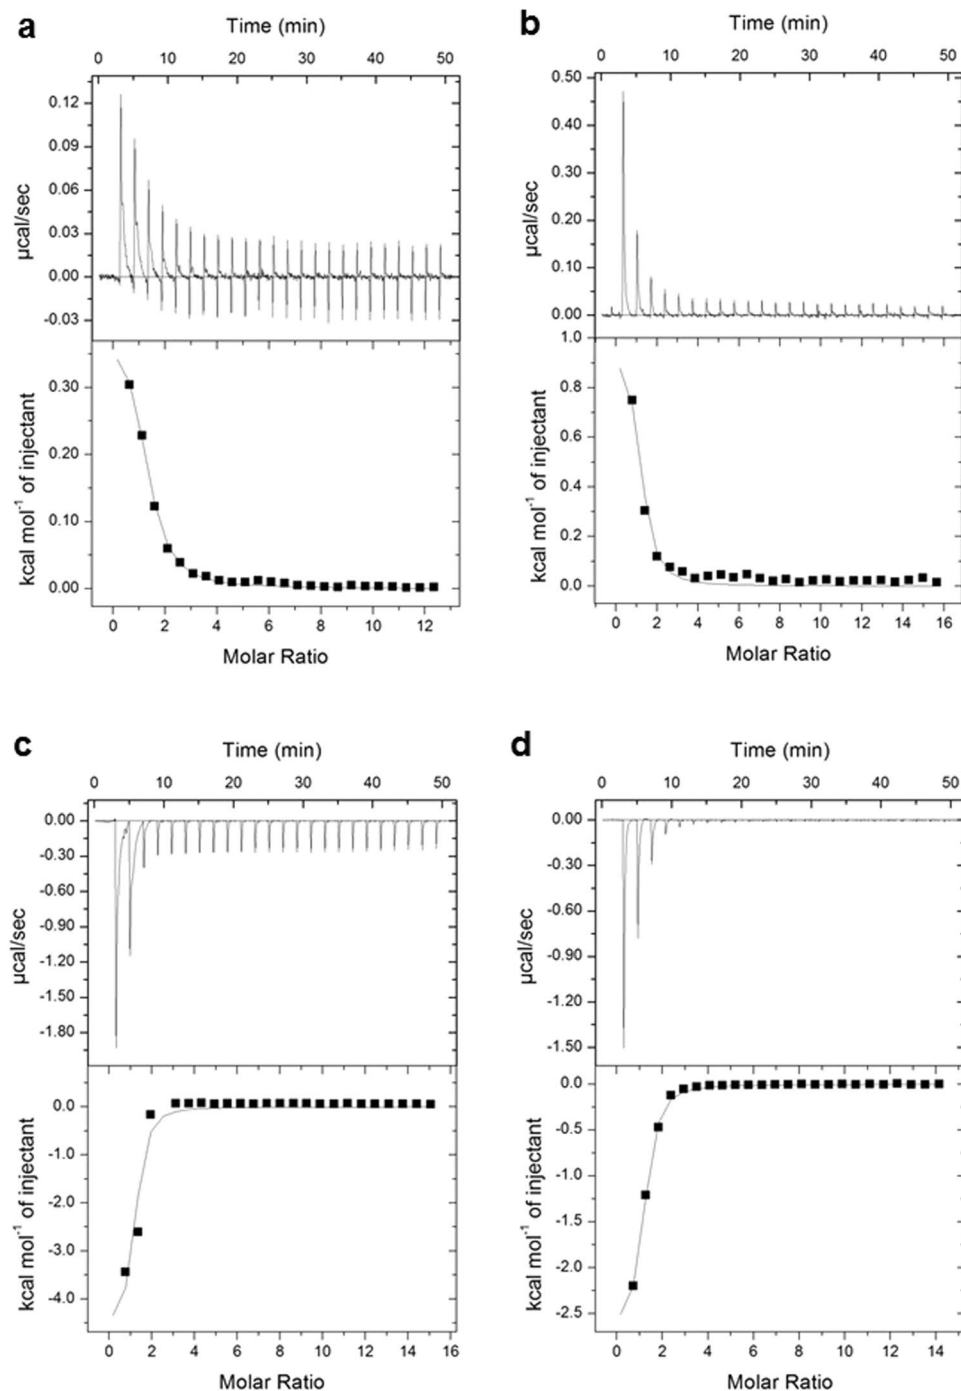 a
Time (min)
0 10 20 30 40 50
0.12
0.09
0.06
0.03
0.00
-0.03
µcal/sec
0.30
0.20
0.10
0.00
kcal mol⁻¹ of injectant
0 2 4 6 8 10 12
Molar Ratio
b
Time (min)
0 10 20 30 40 50
0.50
0.40
0.30
0.20
0.10
0.00
µcal/sec
1.0
0.8
0.6
0.4
0.2
0.0
kcal mol⁻¹ of injectant
0 2 4 6 8 10 12 14 16
Molar Ratio
c
Time (min)
0 10 20 30 40 50
0.00
-0.30
-0.60
-0.90
-1.20
-1.50
-1.80
µcal/sec
0.0
-1.0
-2.0
-3.0
-4.0
kcal mol⁻¹ of injectant
0 2 4 6 8 10 12 14 16
Molar Ratio
d
Time (min)
0 10 20 30 40 50
0.00
-0.30
-0.60
-0.90
-1.20
-1.50
µcal/sec
0.0
-0.5
-1.0
-1.5
-2.0
-2.5
kcal mol⁻¹ of injectant
0 2 4 6 8 10 12 14
Molar Ratio